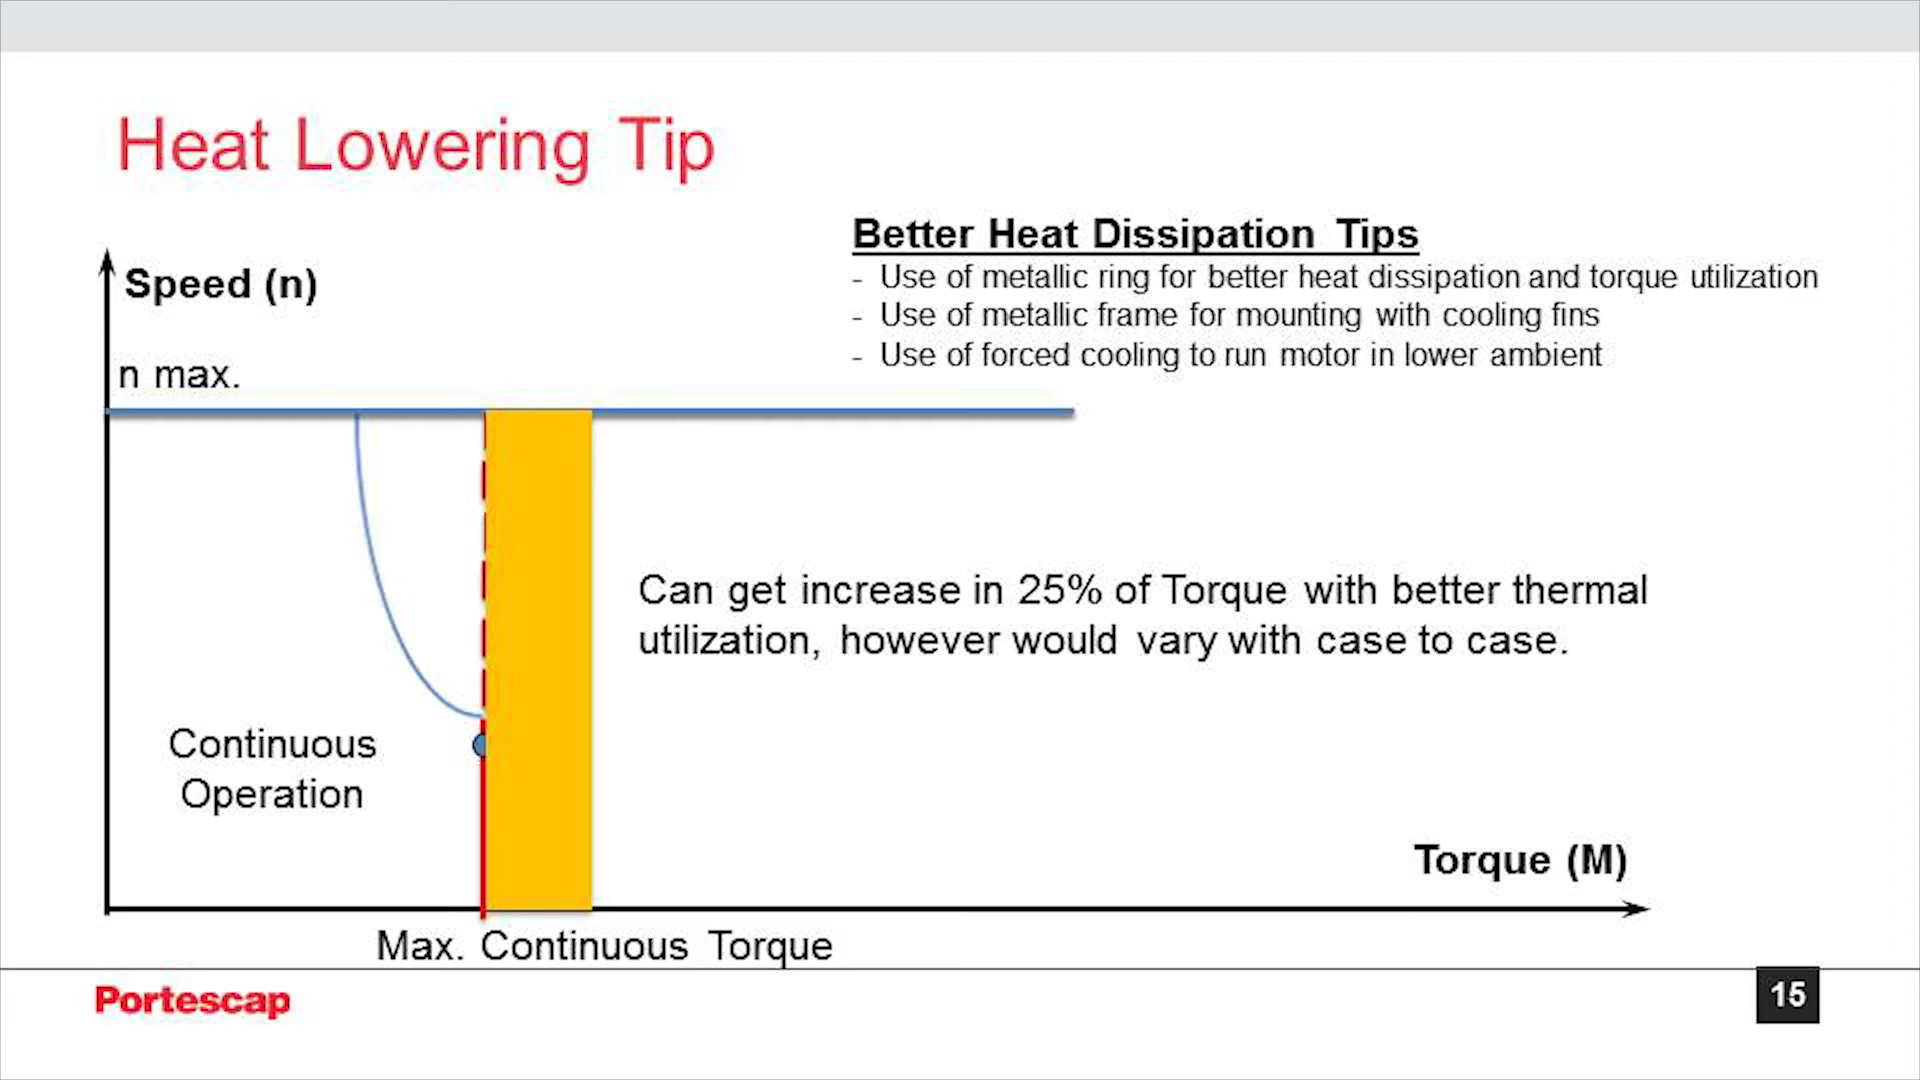 Heat Lowering Tip
Better Heat Dissipation Tips
- Use of metallic ring for better heat dissipation and torque utilization
- Use of metallic frame for mounting with cooling fins
- Use of forced cooling to run motor in lower ambient
Speed (n)
n max.
Can get increase in 25% of Torque with better thermal
utilization, however would vary with case to case.
Continuous
Operation
Torque (M)
Max. Continuous Torque
Portescap
15